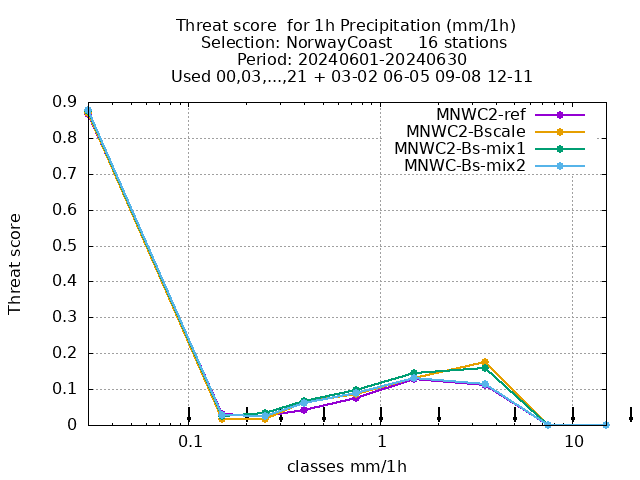 Threat score  for 1h Precipitation (mm/1h)
Selection: NorwayCoast     16 stations
Period: 20240601-20240630
Used 00,03,...,21 + 03-02 06-05 09-08 12-11
MNWC2-ref
MNWC2-Bscale
MNWC2-Bs-mix1
MNWC-Bs-mix2
Threat score
0.9
0.8
0.7
0.6
0.5
0.4
0.3
0.2
0.1
0
0.1 1 10
classes mm/1h